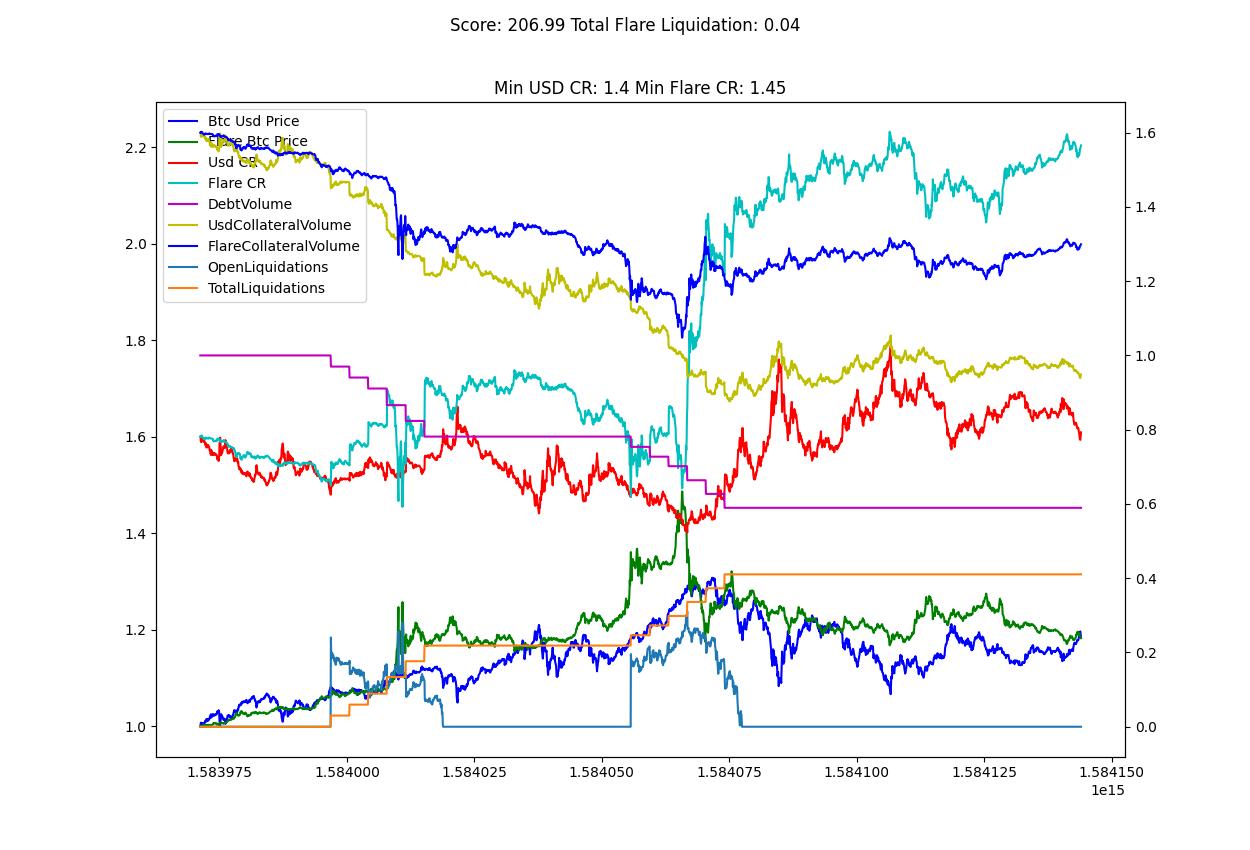 Score: 206.99 Total Flare Liquidation: 0.04
Min USD CR: 1.4 Min Flare CR: 1.45
Btc Usd Price
Flare Btc Price
Usd CR
Flare CR
DebtVolume
UsdCollateralVolume
FlareCollateralVolume
OpenLiquidations
TotalLiquidations
2.2
2.0
1.8
1.6
1.4
1.2
1.0
1.6
1.4
1.2
1.0
0.8
0.6
0.4
0.2
0.0
1.583975 1.584000 1.584025 1.584050 1.584075 1.584100 1.584125 1.584150
1e15